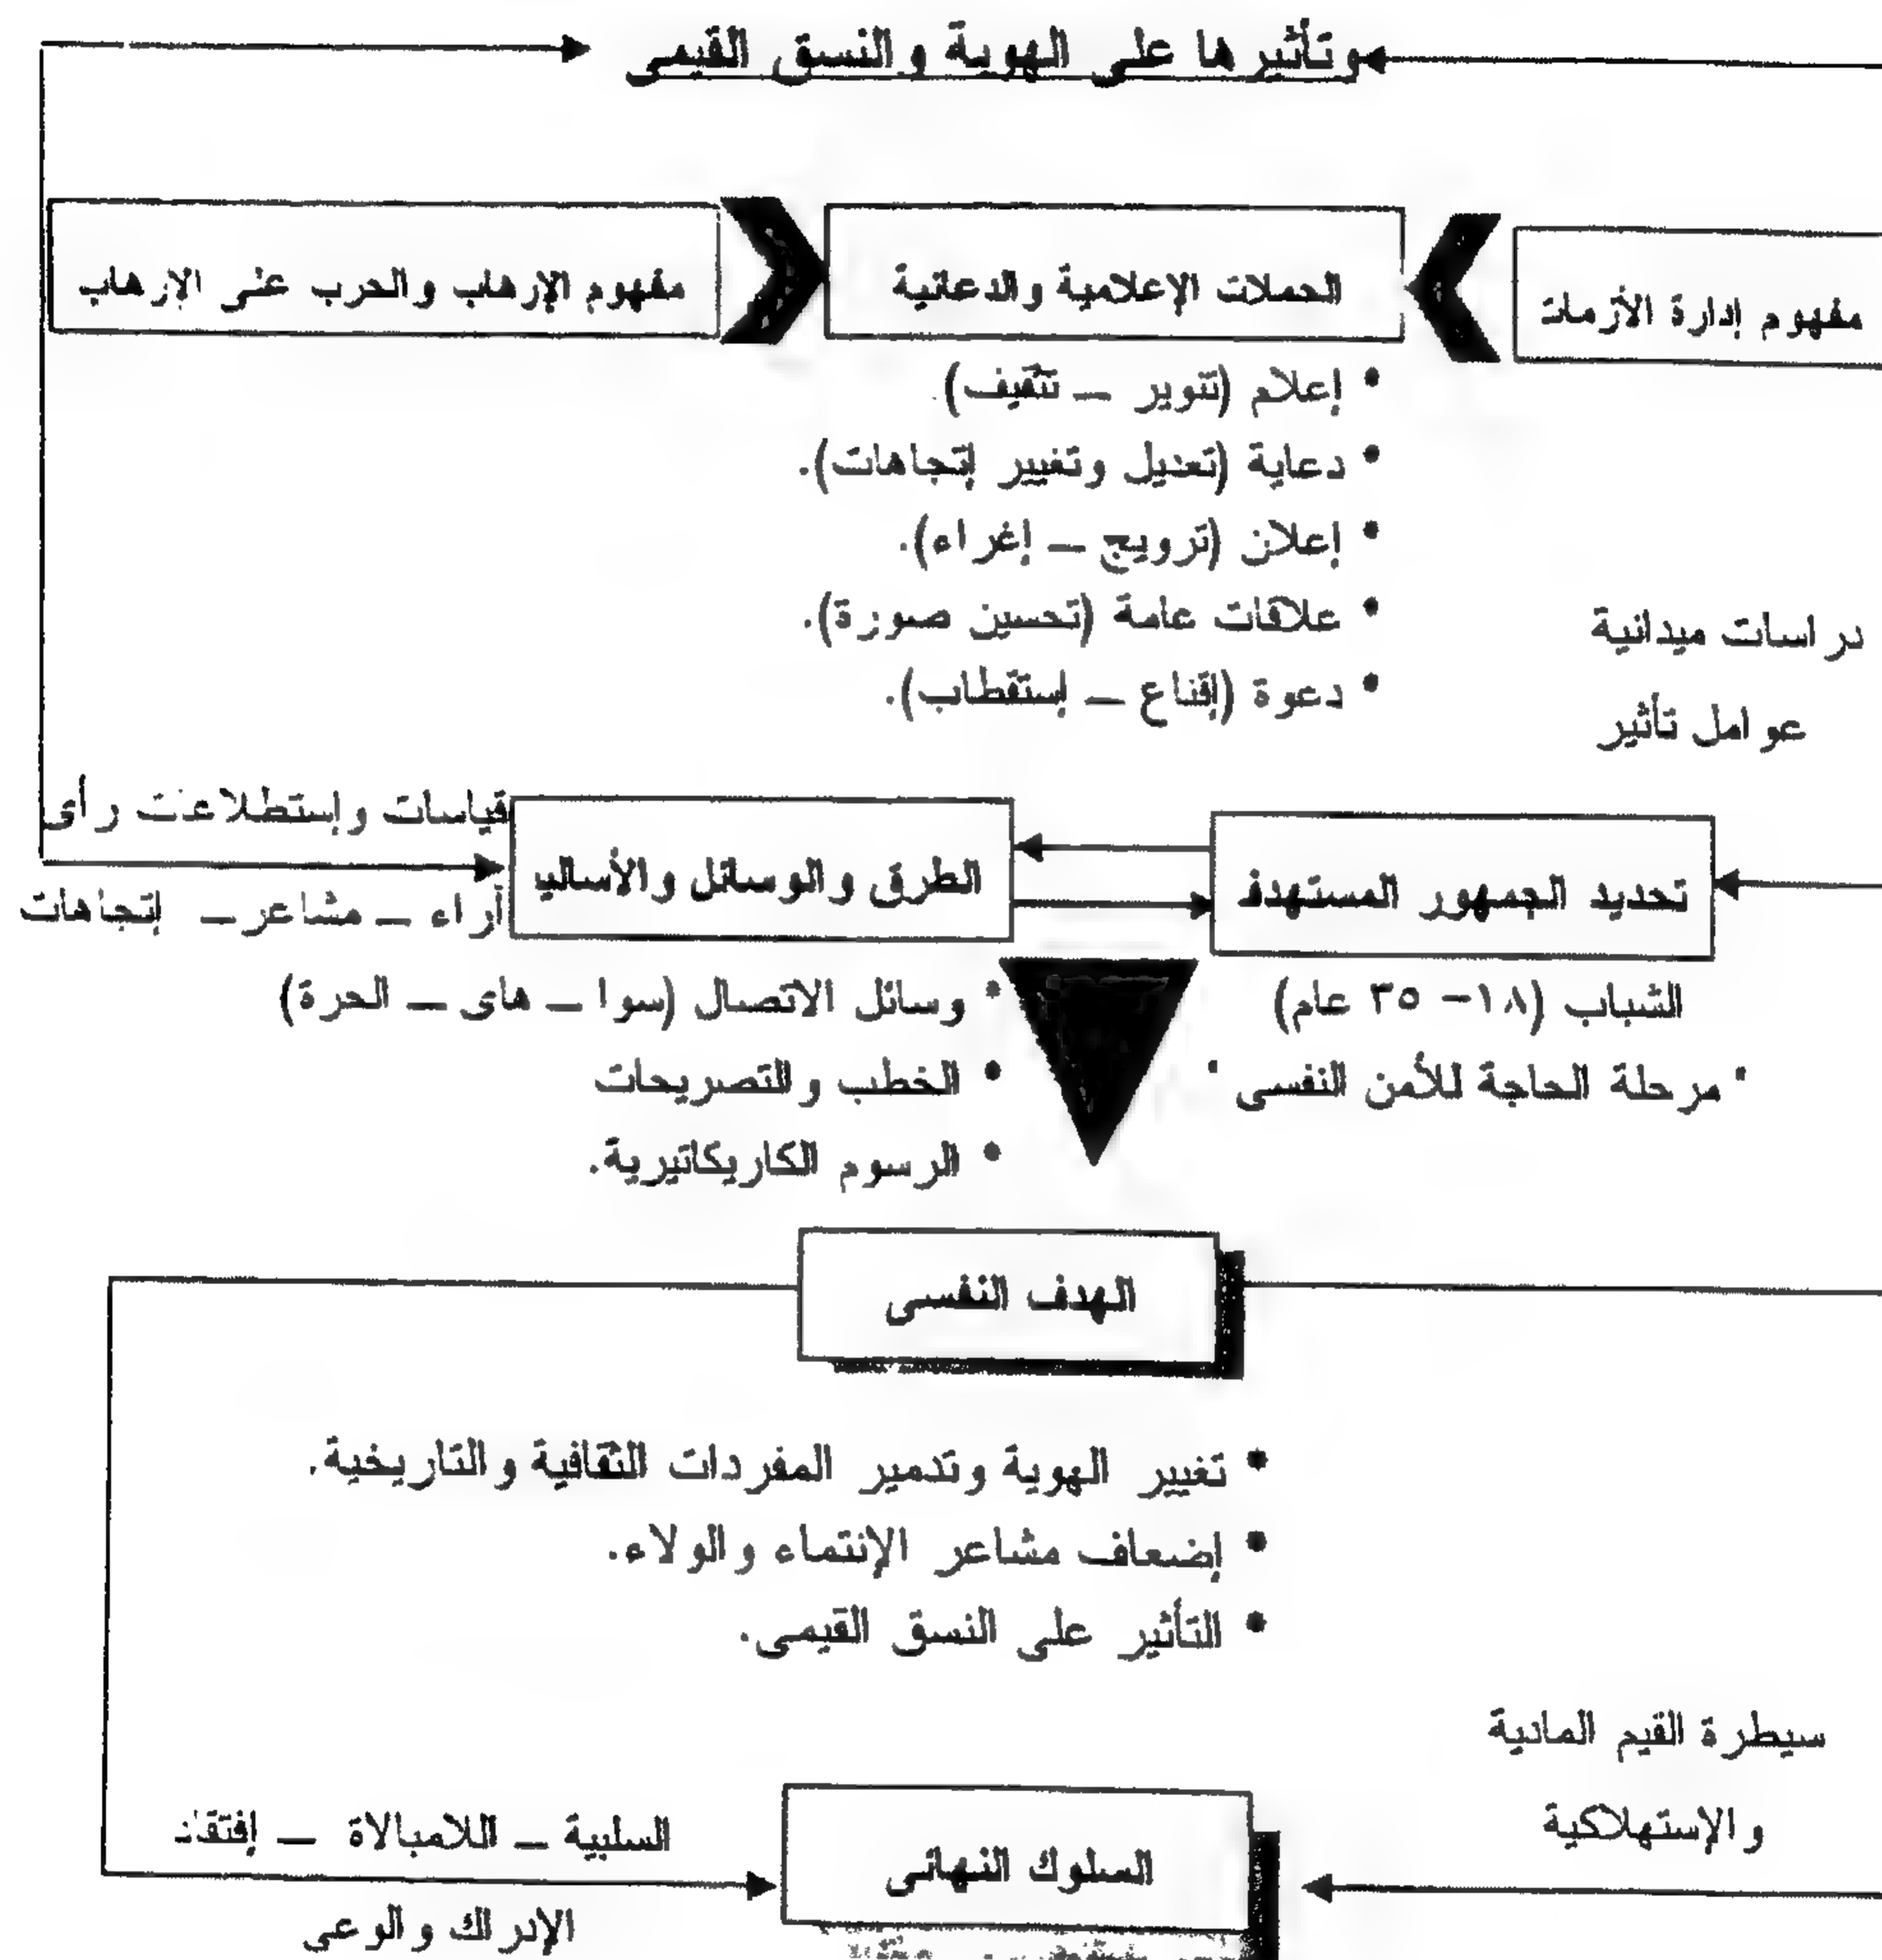 وتأثيرها على الهوية والنسق القيمى
مفهوم إدارة الأزمات
الحملات الإعلامية والدعائية
مفهوم الإرهاب والحرب على الإرهاب
• إعلام (تنوير – تثقيف).
• دعاية (تعديل وتغيير إتجاهات).
• إعلان (ترويج – إغراء).
• علاقات عامة (تحسين صورة).
• دعوة (إقناع – إستقطاب).
دراسات ميدانية
عوامل تأثير
تحديد الجمهور المستهدف
الطرق والوسائل والأساليب
قياسات وإستطلاعات رأى
آراء – مشاعر – إتجاهات
الشباب (١٨– ٣٥ عام)
" مرحلة الحاجة للأمن النفسى "
• وسائل الاتصال (سوا – هاى – الحرة)
• الخطب والتصريحات
• الرسوم الكاريكاتيرية.
الهدف النفسى
• تغيير الهوية وتدمير المفردات الثقافية والتاريخية.
• إضعاف مشاعر الإنتماء والولاء.
• التأثير على النسق القيمى.
سيطرة القيم المادية
والإستهلاكية
السلوك النهائى
السلبية – اللامبالاة – إفتقاد
الإدراك والوعى